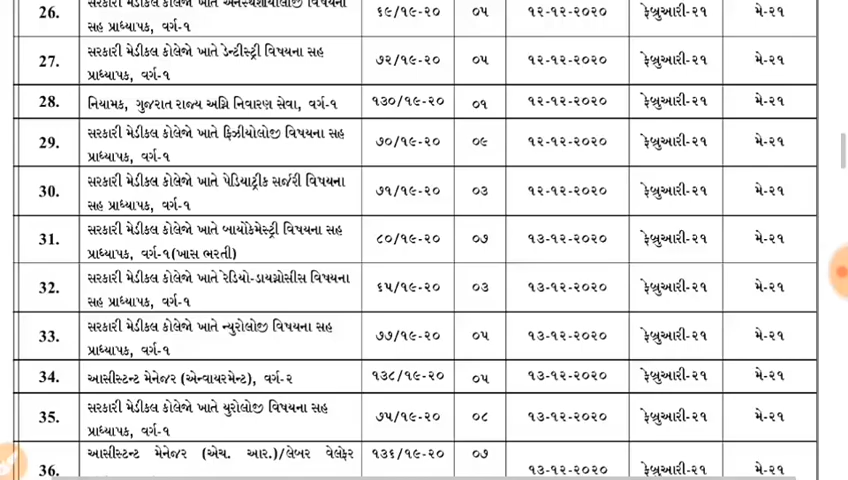 26. સરકારી મેડીકલ કોલેજો ખાતે એનેસ્થેશીયોલોજી વિષયના ૬૯/૧૯-૨૦ ૦૫ ૧૨-૧૨-૨૦૨૦ ફેબ્રુઆરી-૨૧ મે-૨૧
સહ પ્રાધ્યાપક, વર્ગ-૧
27. સરકારી મેડીકલ કોલેજો ખાતે ડેન્ટીસ્ટ્રી વિષયના સહ ૭૨/૧૯-૨૦ ૦૫ ૧૨-૧૨-૨૦૨૦ ફેબ્રુઆરી-૨૧ મે-૨૧
પ્રાધ્યાપક, વર્ગ-૧
28. નિયામક, ગુજરાત રાજ્ય અગ્નિ નિવારણ સેવા, વર્ગ-૧ ૧૩૦/૧૯-૨૦ ૦૧ ૧૨-૧૨-૨૦૨૦ ફેબ્રુઆરી-૨૧ મે-૨૧
29. સરકારી મેડીકલ કોલેજો ખાતે ફિઝીયોલોજી વિષયના સહ ૭૦/૧૯-૨૦ ૦૯ ૧૨-૧૨-૨૦૨૦ ફેબ્રુઆરી-૨૧ મે-૨૧
પ્રાધ્યાપક, વર્ગ-૧
30. સરકારી મેડીકલ કોલેજો ખાતે પેડિયાટ્રીક સર્જરી વિષયના ૭૧/૧૯-૨૦ ૦૩ ૧૨-૧૨-૨૦૨૦ ફેબ્રુઆરી-૨૧ મે-૨૧
સહ પ્રાધ્યાપક, વર્ગ-૧
31. સરકારી મેડીકલ કોલેજો ખાતે બાયોકેમેસ્ટ્રી વિષયના સહ ૮૦/૧૯-૨૦ ૦૭ ૧૩-૧૨-૨૦૨૦ ફેબ્રુઆરી-૨૧ મે-૨૧
પ્રાધ્યાપક, વર્ગ-૧(ખાસ ભરતી)
32. સરકારી મેડીકલ કોલેજો ખાતે રેડિયો-ડાયગ્નોસીસ વિષયના ૬૫/૧૯-૨૦ ૦૩ ૧૩-૧૨-૨૦૨૦ ફેબ્રુઆરી-૨૧ મે-૨૧
સહ પ્રાધ્યાપક, વર્ગ-૧
33. સરકારી મેડીકલ કોલેજો ખાતે ન્યુરોલોજી વિષયના સહ ૭૭/૧૯-૨૦ ૦૫ ૧૩-૧૨-૨૦૨૦ ફેબ્રુઆરી-૨૧ મે-૨૧
પ્રાધ્યાપક, વર્ગ-૧
34. આસીસ્ટન્ટ મેનેજર (એન્વાયરમેન્ટ), વર્ગ-૨ ૧૩૮/૧૯-૨૦ ૦૫ ૧૩-૧૨-૨૦૨૦ ફેબ્રુઆરી-૨૧ મે-૨૧
35. સરકારી મેડીકલ કોલેજો ખાતે યુરોલોજી વિષયના સહ ૭૫/૧૯-૨૦ ૦૮ ૧૩-૧૨-૨૦૨૦ ફેબ્રુઆરી-૨૧ મે-૨૧
પ્રાધ્યાપક, વર્ગ-૧
36. આસીસ્ટન્ટ મેનેજર (એચ. આર.)/લેબર વેલ્ફેર ૧૩૬/૧૯-૨૦ ૦૭ ૧૩-૧૨-૨૦૨૦ ફેબ્રુઆરી-૨૧ મે-૨૧